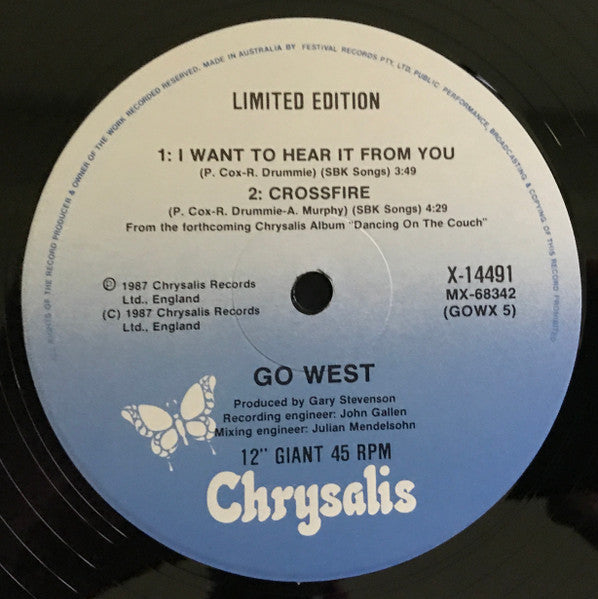 RIGHTS OF THE RECORD PRODUCER & OWNER OF THE WORK RECORDED RESERVED. MADE IN AUSTRALIA BY FESTIVAL RECORDS PTY, LTD, PUBLIC PERFORMANCE, BROADCASTING & COPYING OF THIS RECORD PROHIBITED
LIMITED EDITION
1: I WANT TO HEAR IT FROM YOU
(P. Cox-R. Drummie) (SBK Songs) 3:49
2: CROSSFIRE
(P. Cox-R. Drummie-A. Murphy) (SBK Songs) 4:29
From the forthcoming Chrysalis Album "Dancing On The Couch"
℗ 1987 Chrysalis Records
Ltd., England
(C) 1987 Chrysalis Records
Ltd., England
X-14491
MX-68342
(GOWX 5)
GO WEST
Produced by Gary Stevenson
Recording engineer: John Gallen
Mixing engineer: Julian Mendelsohn
12" GIANT 45 RPM
Chrysalis